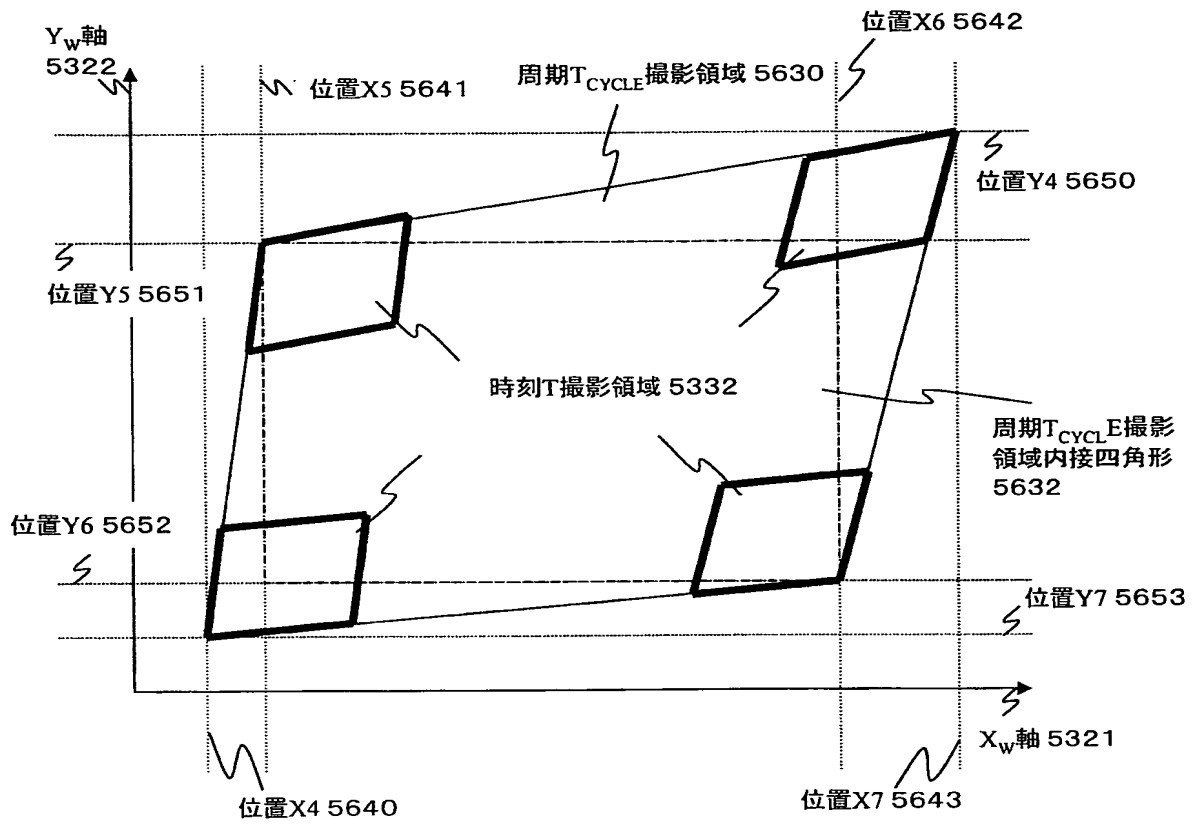 位置X6 5642
Y_W軸
5322
周期T_CYCLE撮影領域 5630
位置X5 5641
位置Y4 5650
位置Y5 5651
時刻T撮影領域 5332
周期T_CYCLE撮影
領域内接四角形
5632
位置Y6 5652
位置Y7 5653
X_W軸 5321
位置X4 5640
位置X7 5643